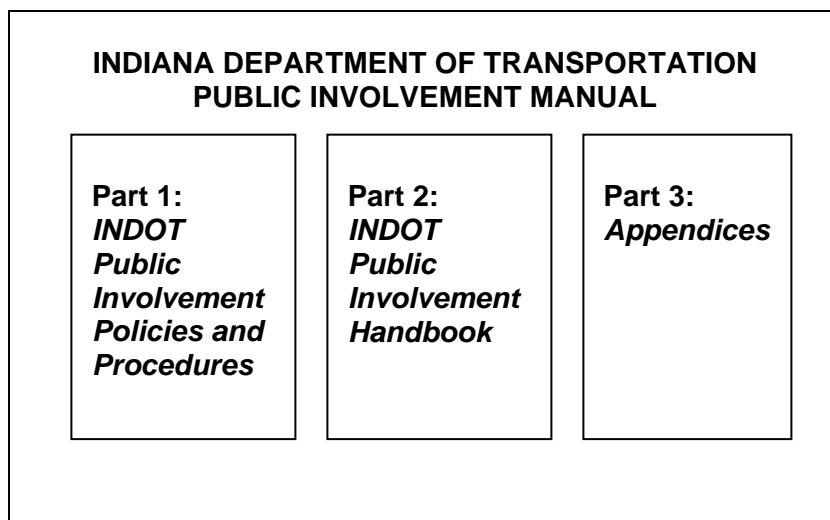 INDIANA DEPARTMENT OF TRANSPORTATION
PUBLIC INVOLVEMENT MANUAL
Part 1:
INDOT
Public
Involvement
Policies and
Procedures
Part 2:
INDOT
Public
Involvement
Handbook
Part 3:
Appendices